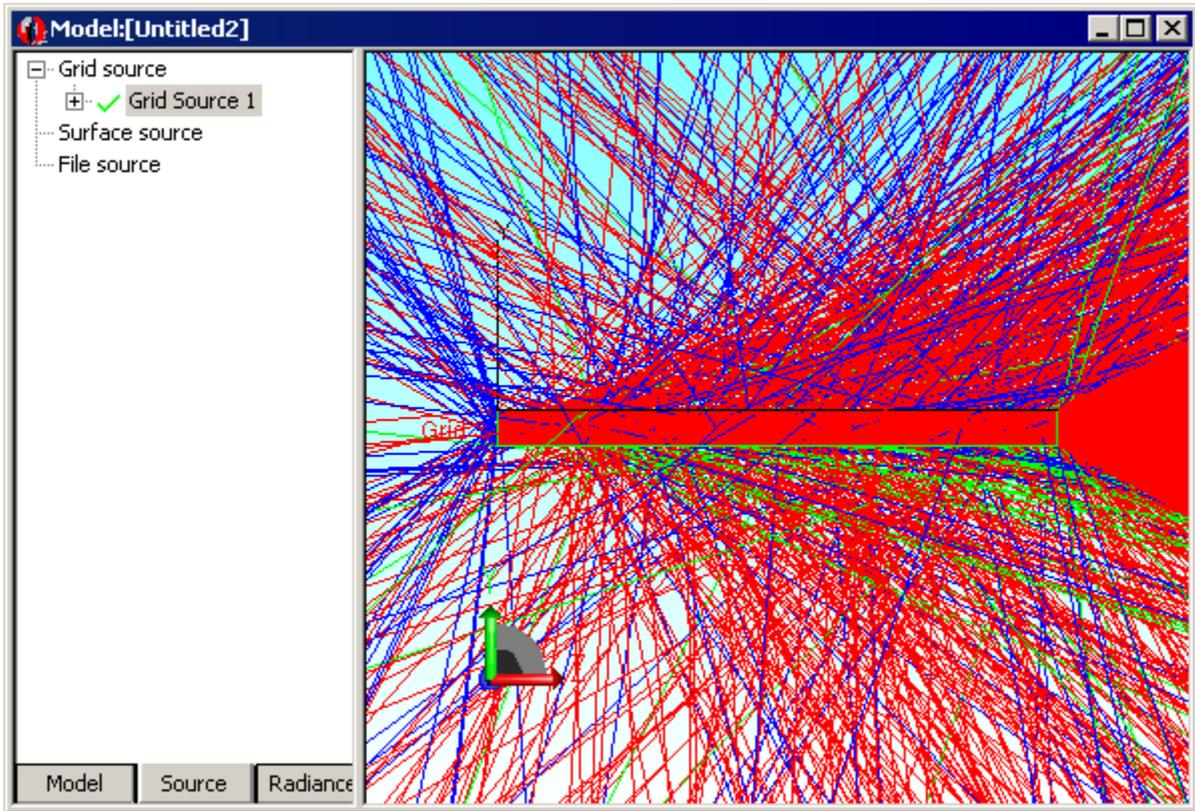 Model:[Untitled2]
Grid source
Grid Source 1
Surface source
File source
Y
Grid
Model
Source
Radiance